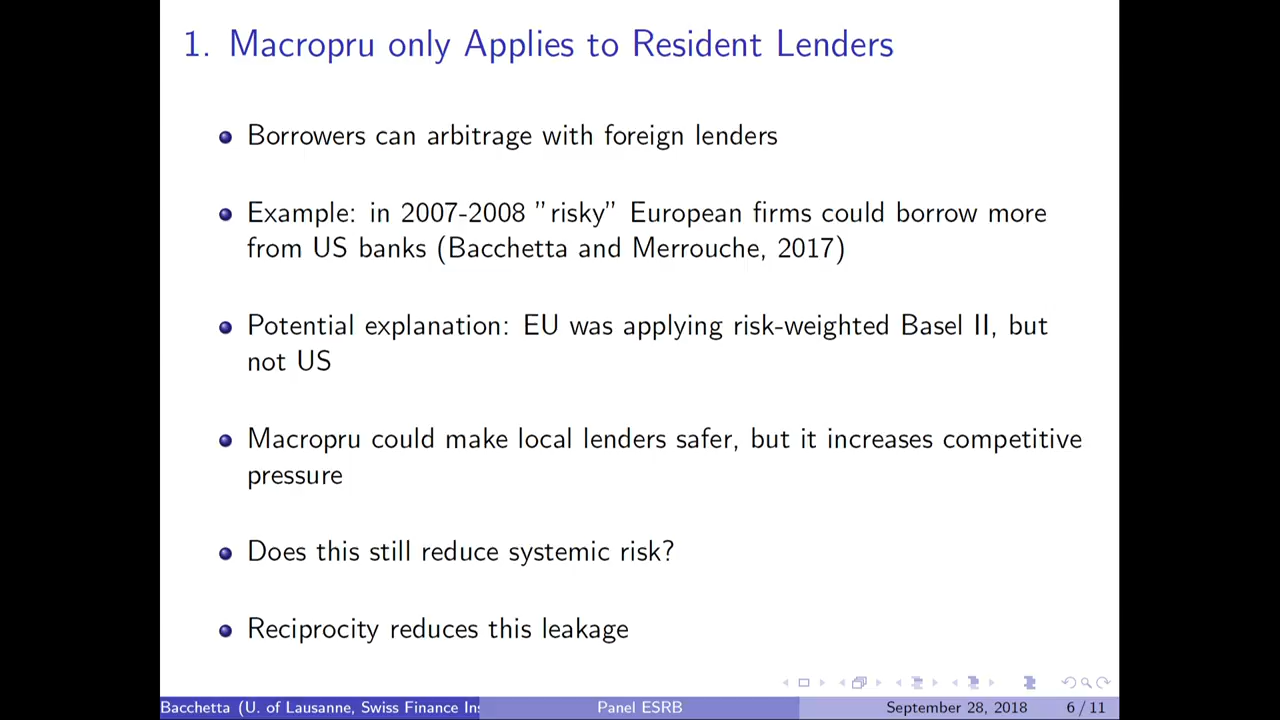 1. Macropru only Applies to Resident Lenders
Borrowers can arbitrage with foreign lenders
Example: in 2007-2008 ”risky” European firms could borrow more
from US banks (Bacchetta and Merrouche, 2017)
Potential explanation: EU was applying risk-weighted Basel II, but
not US
Macropru could make local lenders safer, but it increases competitive
pressure
Does this still reduce systemic risk?
Reciprocity reduces this leakage
Bacchetta (U. of Lausanne, Swiss Finance Ins Panel ESRB September 28, 2018 6 / 11